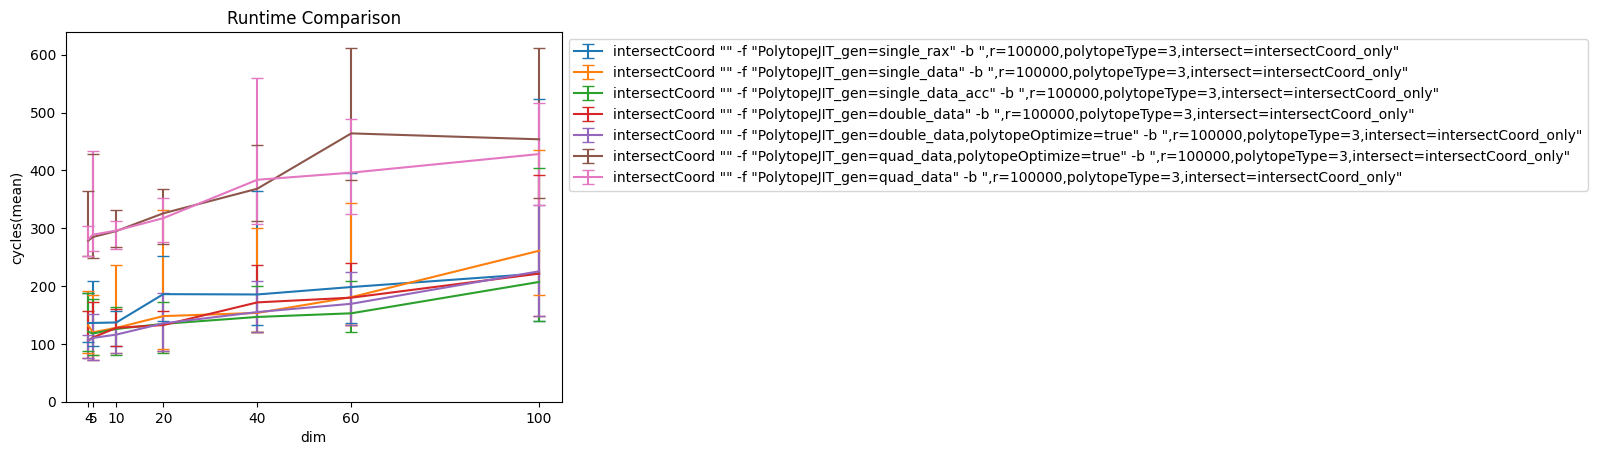 Runtime Comparison
600
500
400
300
200
100
0
cycles(mean)
4
5
10
20
40
60
100
dim
intersectCoord "" -f "PolytopeJIT_gen=single_rax" -b ",r=100000,polytopeType=3,intersect=intersectCoord_only"
intersectCoord "" -f "PolytopeJIT_gen=single_data" -b ",r=100000,polytopeType=3,intersect=intersectCoord_only"
intersectCoord "" -f "PolytopeJIT_gen=single_data_acc" -b ",r=100000,polytopeType=3,intersect=intersectCoord_only"
intersectCoord "" -f "PolytopeJIT_gen=double_data" -b ",r=100000,polytopeType=3,intersect=intersectCoord_only"
intersectCoord "" -f "PolytopeJIT_gen=double_data,polytopeOptimize=true" -b ",r=100000,polytopeType=3,intersect=intersectCoord_only"
intersectCoord "" -f "PolytopeJIT_gen=quad_data,polytopeOptimize=true" -b ",r=100000,polytopeType=3,intersect=intersectCoord_only"
intersectCoord "" -f "PolytopeJIT_gen=quad_data" -b ",r=100000,polytopeType=3,intersect=intersectCoord_only"